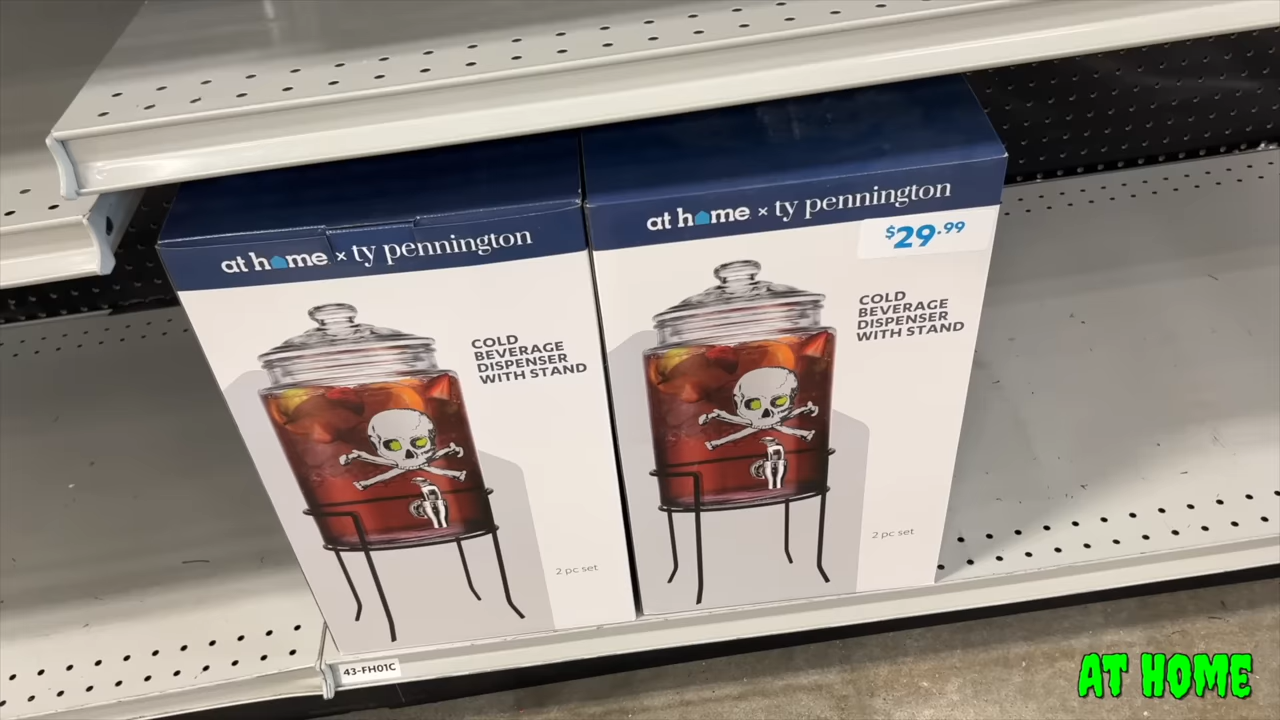 at home × ty pennington
COLD
BEVERAGE
DISPENSER
WITH STAND
2 pc set
at home × ty pennington
$29.99
COLD
BEVERAGE
DISPENSER
WITH STAND
2 pc set
43-FH01C
AT HOME